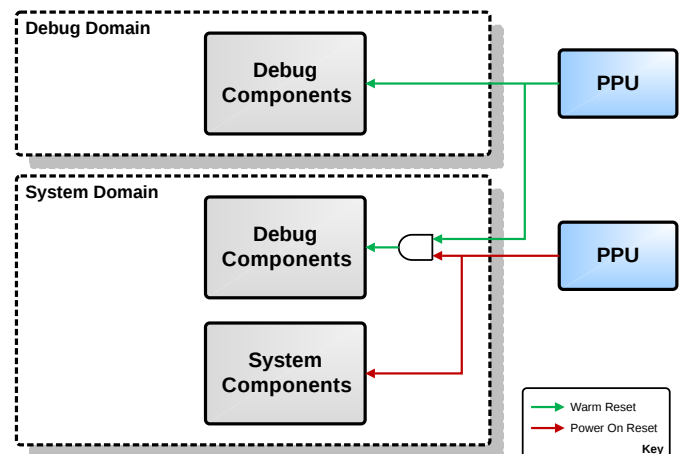 Debug Domain
Debug
Components
PPU
System Domain
Debug
Components
PPU
System
Components
Warm Reset
Power On Reset
Key